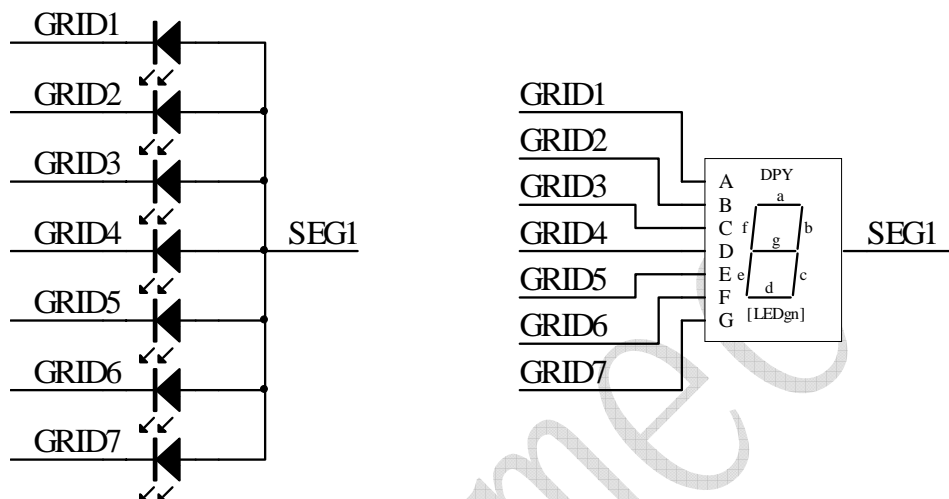 GRID1
GRID2
GRID3
GRID4
GRID5
GRID6
GRID7
SEG1
GRID1
GRID2
GRID3
GRID4
GRID5
GRID6
GRID7
A
B
C
D
E
F
G
DPY
a
f
b
g
e
c
d
[LEDgn]
SEG1